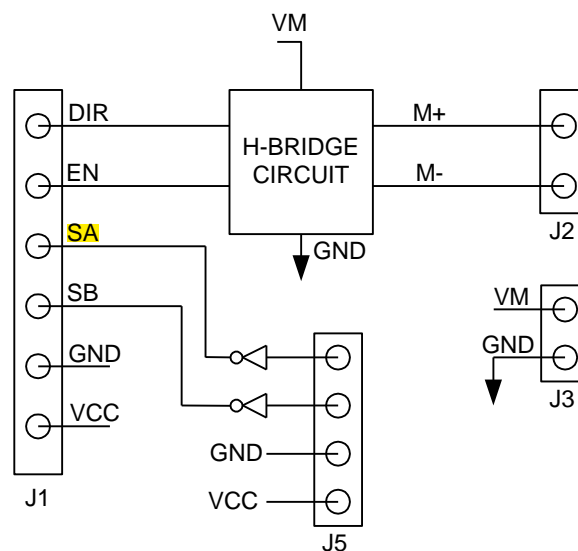 VM
DIR
M+
H-BRIDGE
CIRCUIT
EN
M-
SA
GND
J2
SB
VM
GND
GND
J3
VCC
GND
VCC
J1
J5